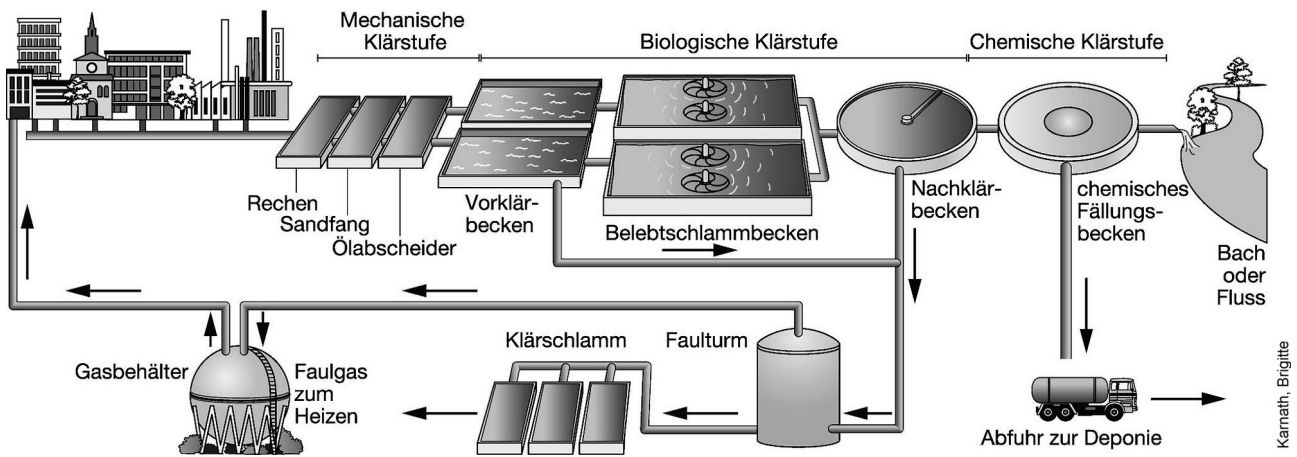 Mechanische
Klärstufe
Biologische Klärstufe
Chemische Klärstufe
Rechen
Sandfang
Ölabscheider
Vorklär-
becken
Belebtschlammbecken
Nachklär-
becken
chemisches
Fällungs-
becken
Bach
oder
Fluss
Gasbehälter
Faulgas
zum
Heizen
Klärschlamm
Faulturm
Abfuhr zur Deponie
Karnath, Brigitte